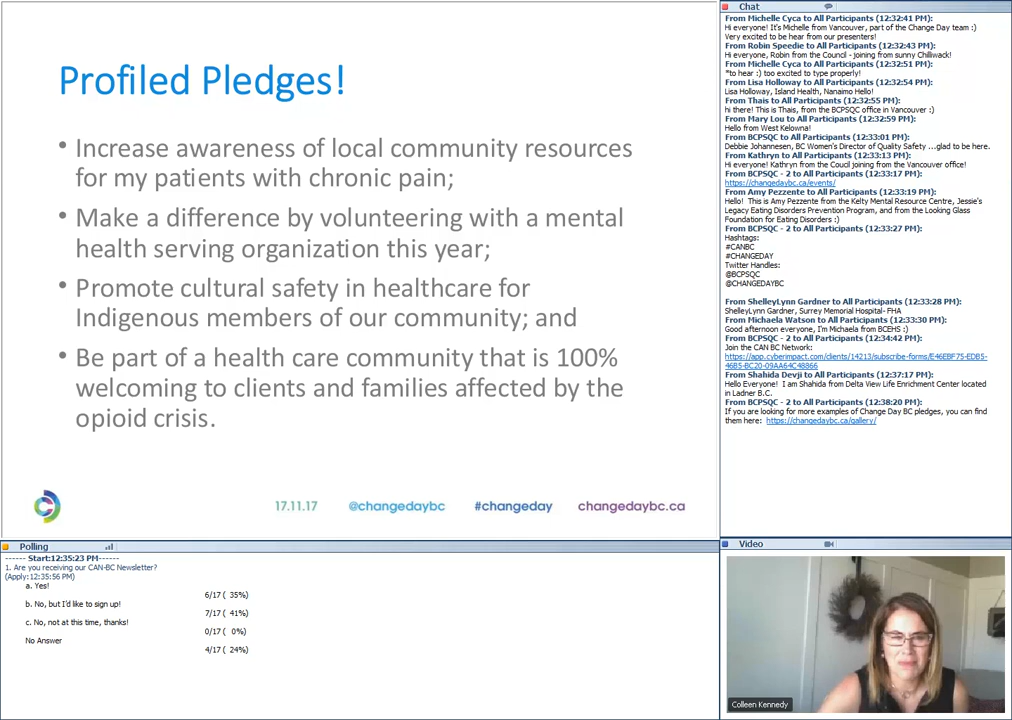 Profiled Pledges!
• Increase awareness of local community resources
for my patients with chronic pain;
• Make a difference by volunteering with a mental
health serving organization this year;
• Promote cultural safety in healthcare for
Indigenous members of our community; and
• Be part of a health care community that is 100%
welcoming to clients and families affected by the
opioid crisis.
17.11.17 @changedaybc #changeday changedaybc.ca
Chat
From Michelle Cyca to All Participants (12:32:41 PM):
Hi everyone! It's Michelle from Vancouver, part of the Change Day team :)
Very excited to be hear from our presenters!
From Robin Speedie to All Participants (12:32:43 PM):
Hi everyone, Robin from the Council - joining from sunny Chilliwack!
From Michelle Cyca to All Participants (12:32:51 PM):
*to hear :) too excited to type properly!
From Lisa Holloway to All Participants (12:32:54 PM):
Lisa Holloway, Island Health, Nanaimo Hello!
From Thais to All Participants (12:32:55 PM):
hi there! This is Thais, from the BCPSQC office in Vancouver :)
From Mary Lou to All Participants (12:32:59 PM):
Hello from West Kelowna!
From BCPSQC to All Participants (12:33:01 PM):
Debbie Johannesen, BC Women's Director of Quality Safety ...glad to be here.
From Kathryn to All Participants (12:33:13 PM):
Hi everyone! Kathryn from the Coucil joining from the Vancouver office!
From BCPSQC - 2 to All Participants (12:33:17 PM):
https://changedaybc.ca/events/
From Amy Pezzente to All Participants (12:33:19 PM):
Hello! This is Amy Pezzente from the Kelty Mental Resource Centre, Jessie's
Legacy Eating Disorders Prevention Program, and from the Looking Glass
Foundation for Eating Disorders :)
From BCPSQC - 2 to All Participants (12:33:27 PM):
Hashtags:
#CANBC
#CHANGEDAY
Twitter Handles:
@BCPSQC
@CHANGEDAYBC
From ShelleyLynn Gardner to All Participants (12:33:28 PM):
ShelleyLynn Gardner, Surrey Memorial Hospital- FHA
From Michaela Watson to All Participants (12:33:30 PM):
Good afternoon everyone, I'm Michaela from BCEHS :)
From BCPSQC - 2 to All Participants (12:34:42 PM):
Join the CAN BC Network:
https://app.cyberimpact.com/clients/14213/subscribe-forms/E46EBF75-EDB5-
46B5-BC20-09AA64C48866
From Shahida Devji to All Participants (12:37:17 PM):
Hello Everyone! I am Shahida from Delta View Life Enrichment Center located
in Ladner B.C.
From BCPSQC - 2 to All Participants (12:38:20 PM):
If you are looking for more examples of Change Day BC pledges, you can find
them here: https://changedaybc.ca/gallery/
Polling
------ Start:12:35:23 PM------
1. Are you receiving our CAN-BC Newsletter?
(Apply:12:35:56 PM)
a. Yes!
6/17 ( 35%)
b. No, but I'd like to sign up!
7/17 ( 41%)
c. No, not at this time, thanks!
0/17 ( 0%)
No Answer
4/17 ( 24%)
Video
Colleen Kennedy